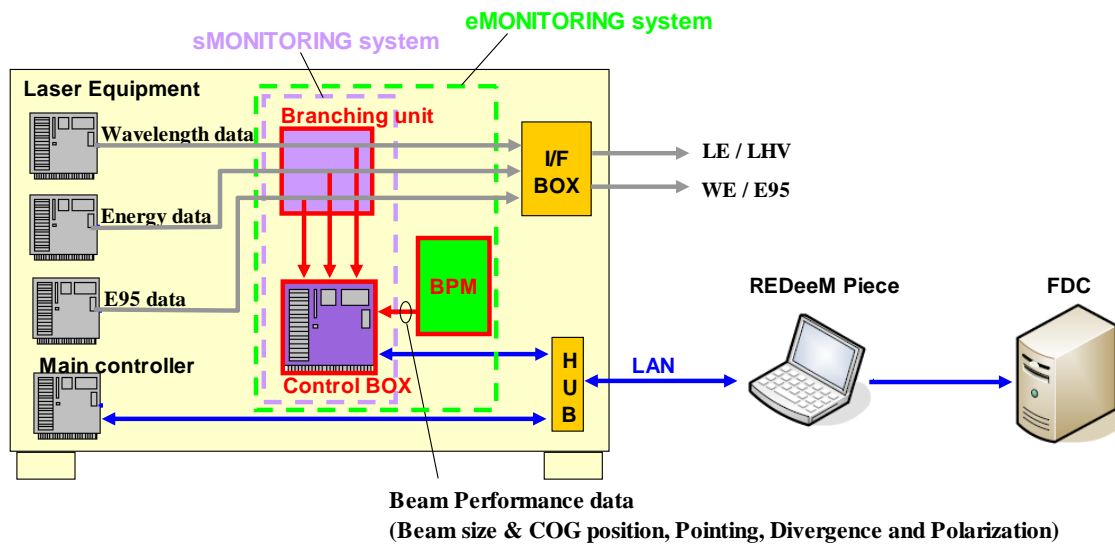 eMONITORING system
sMONITORING system
Laser Equipment
Branching unit
Wavelength data
I/F
BOX
LE / LHV
WE / E95
Energy data
BPM
E95 data
REDeeM Piece
FDC
Main controller
Control BOX
H
U
B
LAN
Beam Performance data
(Beam size & COG position, Pointing, Divergence and Polarization)